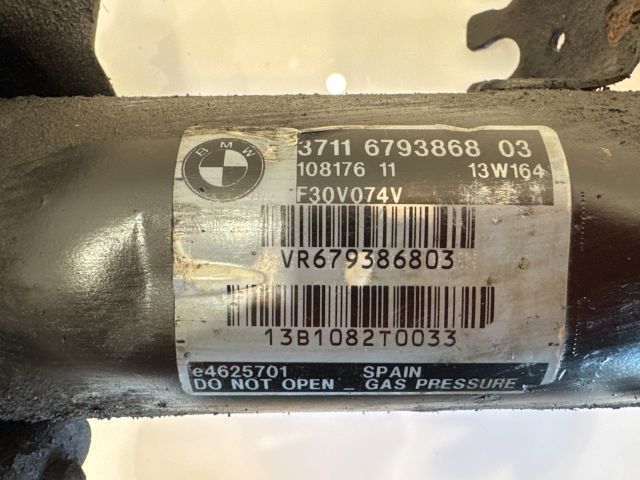 BMW
3711 6793868 03
108176 11 13W164
F30V074V
VR679386803
13B1082T0033
e4625701 SPAIN
DO NOT OPEN _ GAS PRESSURE